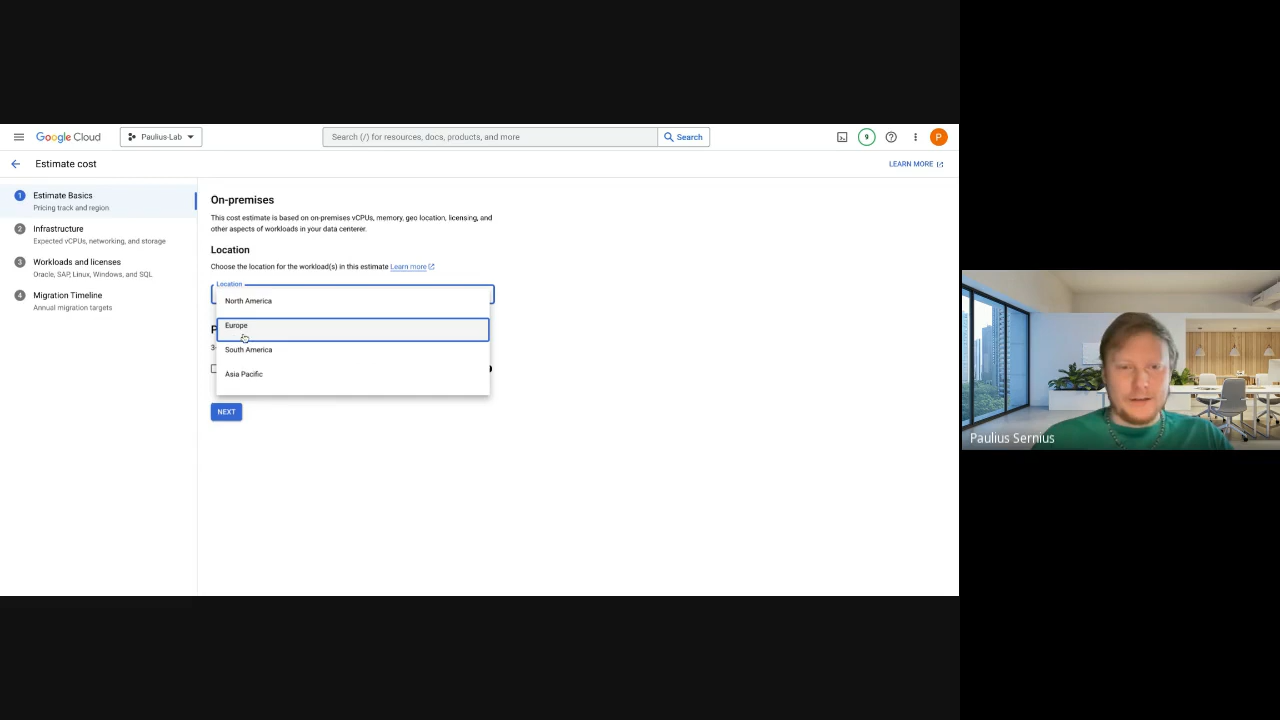 Google Cloud
Paulius-Lab
Search (/) for resources, docs, products, and more
Search
9
P
Estimate cost
LEARN MORE
1
Estimate Basics
Pricing track and region
2
Infrastructure
Expected vCPUs, networking, and storage
3
Workloads and licenses
Oracle, SAP, Linux, Windows, and SQL
4
Migration Timeline
Annual migration targets
On-premises
This cost estimate is based on on-premises vCPUs, memory, geo location, licensing, and
other aspects of workloads in your data centerer.
Location
Choose the location for the workload(s) in this estimate Learn more
Location
North America
Europe
South America
Asia Pacific
P
3-
NEXT
Paulius Sernius